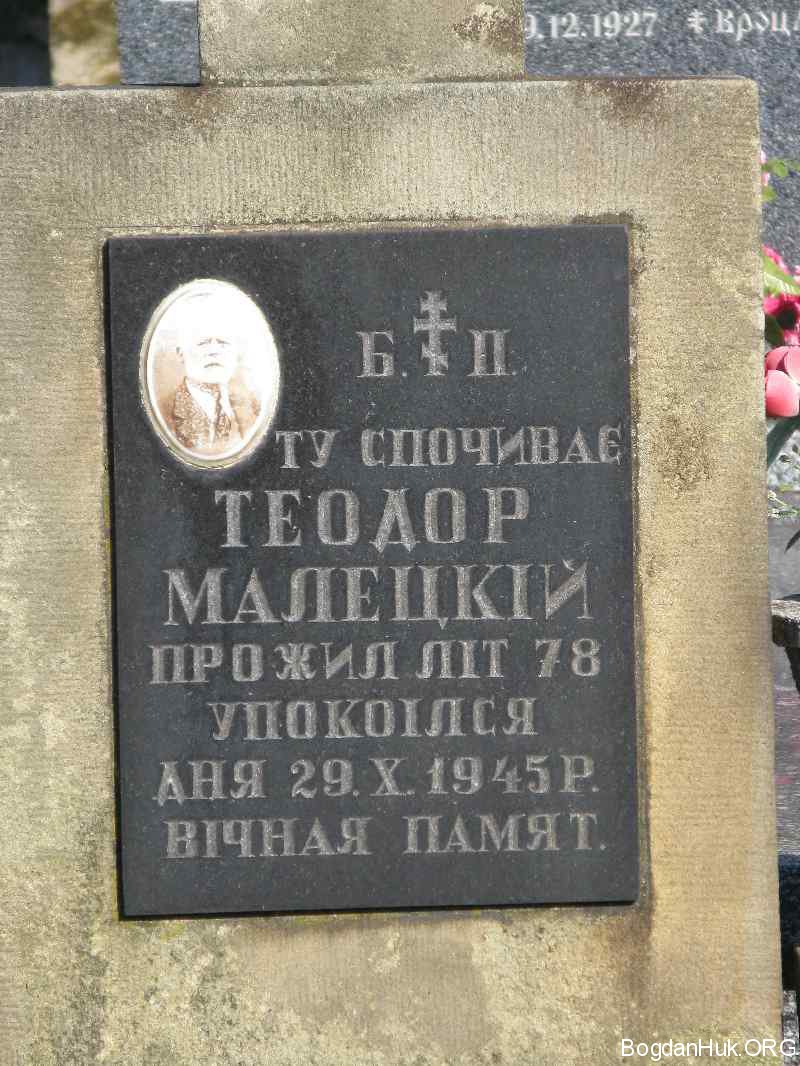 9.12.1927 ⳨ Вроц
Б. ☦ П.
ТУ СПОЧИВАЄ
ТЕОДОР
МАЛЕЦКІЙ
ПРОЖИЛ ЛІТ 78
УПОКОІЛСЯ
ДНЯ 29. X. 1945 Р.
ВІЧНАЯ ПАМЯТ.
BogdanHuk.ORG